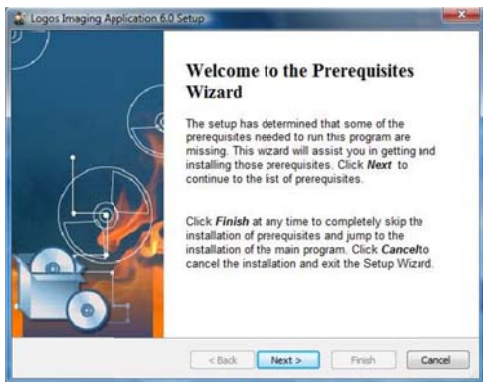 Logos Imaging Application 6.0 Setup
Welcome to the Prerequisites
Wizard
The setup has determined that some of the
prerequisites needed to run this program are
missing. This wizard will assist you in getting and
installing those prerequisites. Click Next to
continue to the list of prerequisites.
Click Finish at any time to completely skip the
installation of prerequisites and jump to the
installation of the main program. Click Cancelto
cancel the installation and exit the Setup Wizard.
< Back
Next >
Finish
Cancel